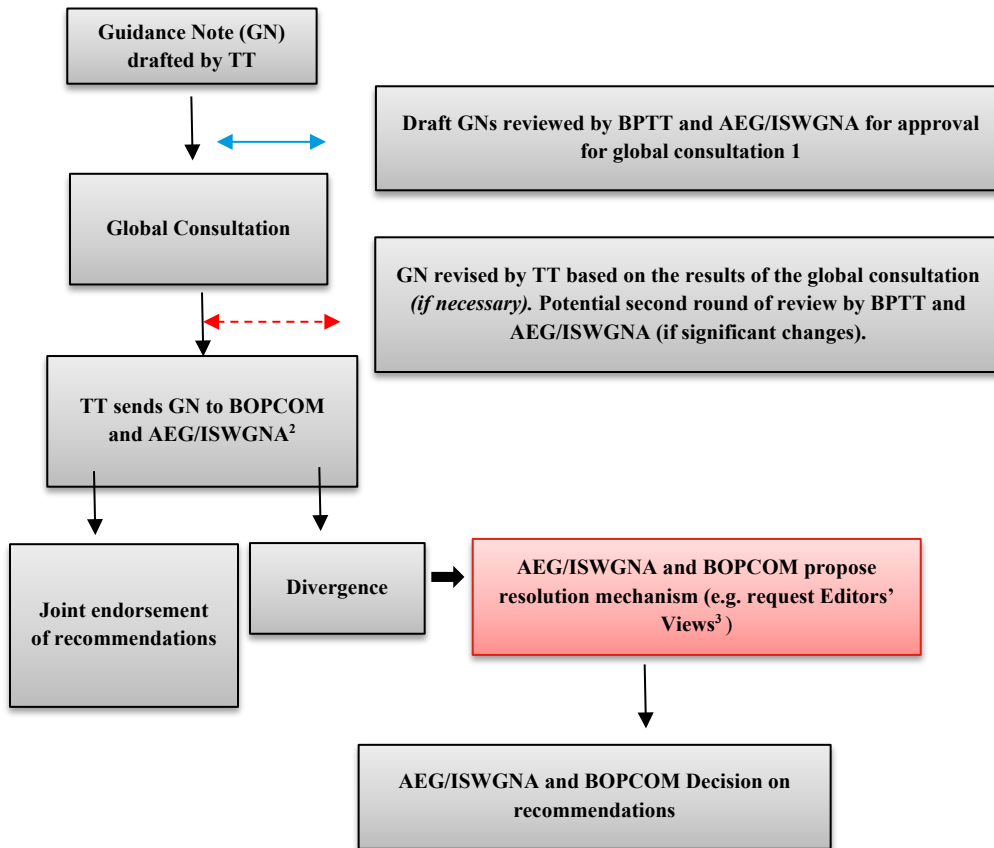 Guidance Note (GN)
drafted by TT
Draft GNs reviewed by BPTT and AEG/ISWGNA for approval
for global consultation 1
Global Consultation
GN revised by TT based on the results of the global consultation
(if necessary). Potential second round of review by BPTT and
AEG/ISWGNA (if significant changes).
TT sends GN to BOPCOM
and AEG/ISWGNA²
Joint endorsement
of recommendations
Divergence
AEG/ISWGNA and BOPCOM propose
resolution mechanism (e.g. request Editors’
Views³ )
AEG/ISWGNA and BOPCOM Decision on
recommendations